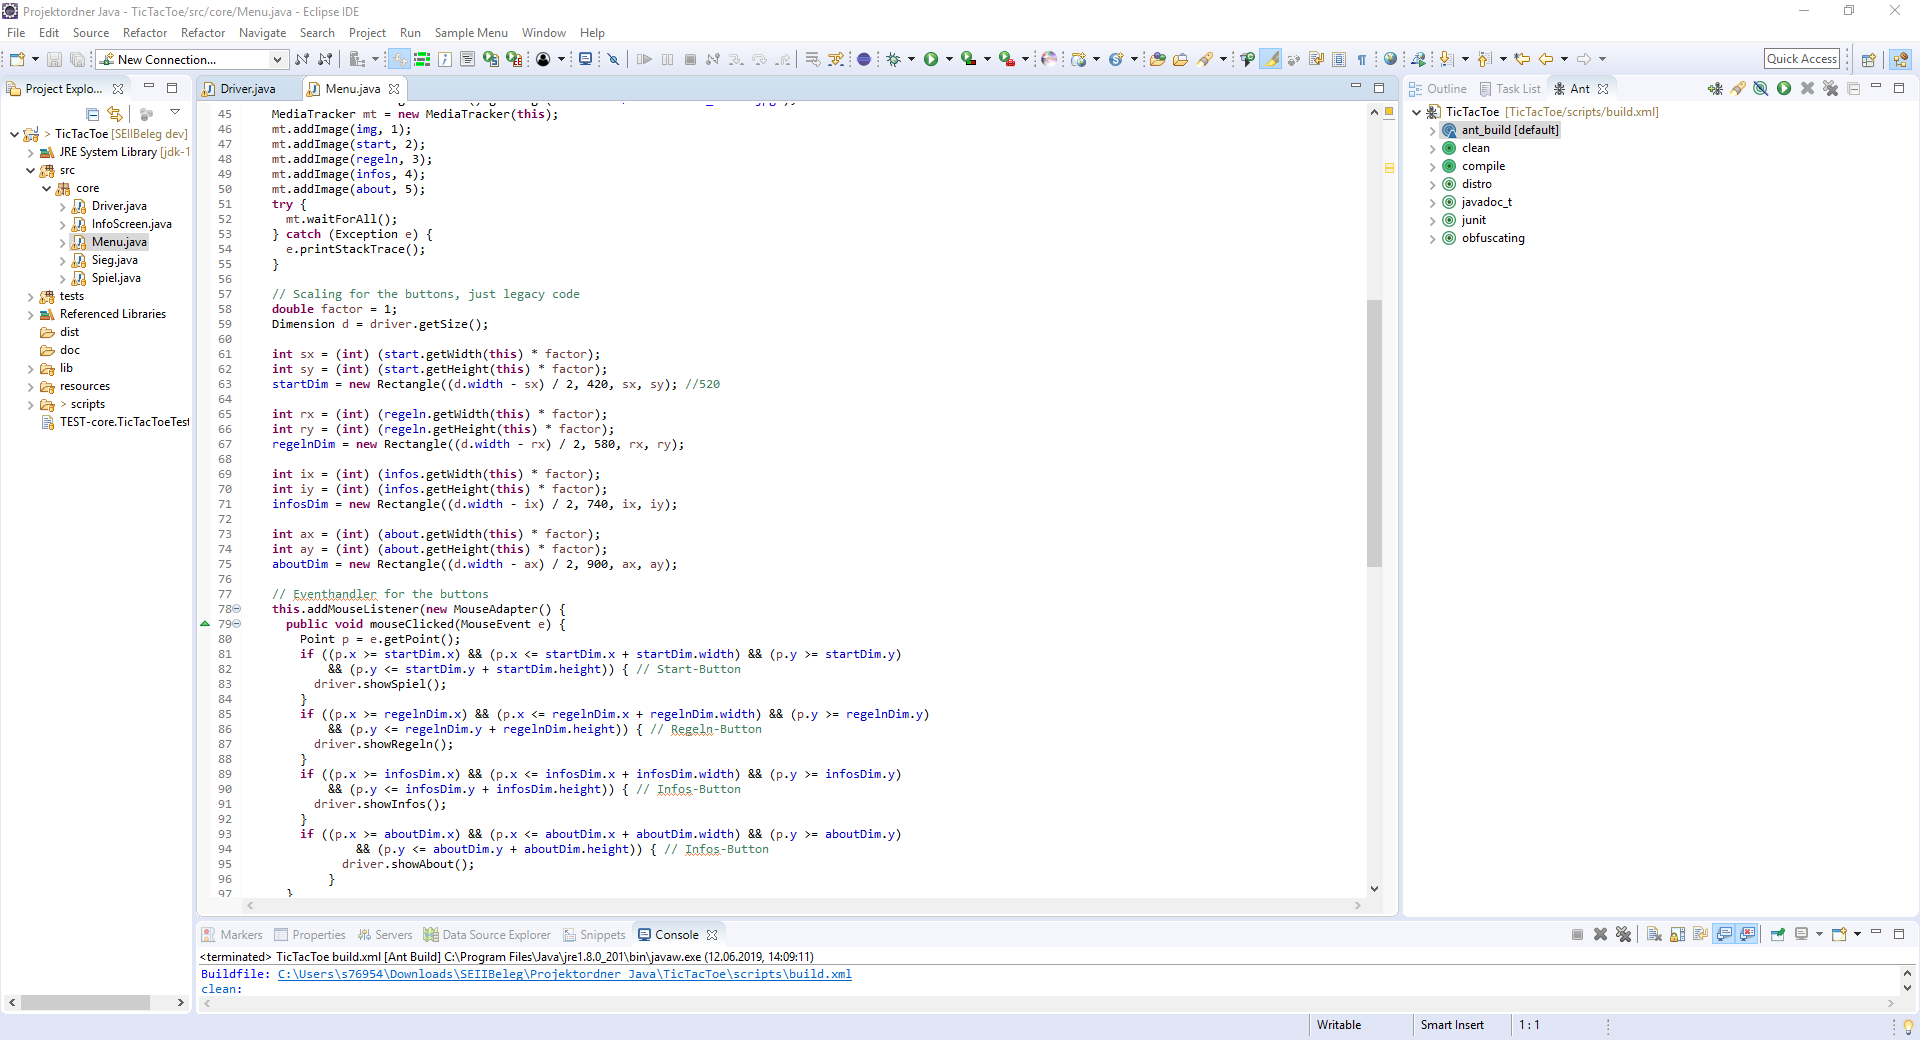 Projektordner Java - TicTacToe/src/core/Menu.java - Eclipse IDE
File Edit Source Refactor Refactor Navigate Search Project Run Sample Menu Window Help
New Connection...
Quick Access
Project Explo...
TicTacToe [SEIIBeleg dev]
JRE System Library [jdk-1
src
core
Driver.java
InfoScreen.java
Menu.java
Sieg.java
Spiel.java
tests
Referenced Libraries
dist
doc
lib
resources
> scripts
TEST-core.TicTacToeTest
Driver.java
Menu.java
45 MediaTracker mt = new MediaTracker(this);
46 mt.addImage(img, 1);
47 mt.addImage(start, 2);
48 mt.addImage(regeln, 3);
49 mt.addImage(infos, 4);
50 mt.addImage(about, 5);
51 try {
52 mt.waitForAll();
53 } catch (Exception e) {
54 e.printStackTrace();
55 }
56
57 // Scaling for the buttons, just legacy code
58 double factor = 1;
59 Dimension d = driver.getSize();
60
61 int sx = (int) (start.getWidth(this) * factor);
62 int sy = (int) (start.getHeight(this) * factor);
63 startDim = new Rectangle((d.width - sx) / 2, 420, sx, sy); //520
64
65 int rx = (int) (regeln.getWidth(this) * factor);
66 int ry = (int) (regeln.getHeight(this) * factor);
67 regelnDim = new Rectangle((d.width - rx) / 2, 580, rx, ry);
68
69 int ix = (int) (infos.getWidth(this) * factor);
70 int iy = (int) (infos.getHeight(this) * factor);
71 infosDim = new Rectangle((d.width - ix) / 2, 740, ix, iy);
72
73 int ax = (int) (about.getWidth(this) * factor);
74 int ay = (int) (about.getHeight(this) * factor);
75 aboutDim = new Rectangle((d.width - ax) / 2, 900, ax, ay);
76
77 // Eventhandler for the buttons
78 this.addMouseListener(new MouseAdapter() {
79 public void mouseClicked(MouseEvent e) {
80 Point p = e.getPoint();
81 if ((p.x >= startDim.x) && (p.x <= startDim.x + startDim.width) && (p.y >= startDim.y)
82 && (p.y <= startDim.y + startDim.height)) { // Start-Button
83 driver.showSpiel();
84 }
85 if ((p.x >= regelnDim.x) && (p.x <= regelnDim.x + regelnDim.width) && (p.y >= regelnDim.y)
86 && (p.y <= regelnDim.y + regelnDim.height)) { // Regeln-Button
87 driver.showRegeln();
88 }
89 if ((p.x >= infosDim.x) && (p.x <= infosDim.x + infosDim.width) && (p.y >= infosDim.y)
90 && (p.y <= infosDim.y + infosDim.height)) { // Infos-Button
91 driver.showInfos();
92 }
93 if ((p.x >= aboutDim.x) && (p.x <= aboutDim.x + aboutDim.width) && (p.y >= aboutDim.y)
94 && (p.y <= aboutDim.y + aboutDim.height)) { // Infos-Button
95 driver.showAbout();
96 }
97 }
Outline Task List Ant
TicTacToe [TicTacToe/scripts/build.xml]
ant_build [default]
clean
compile
distro
javadoc_t
junit
obfuscating
Markers Properties Servers Data Source Explorer Snippets Console
<terminated> TicTacToe build.xml [Ant Build] C:\Program Files\Java\jre1.8.0_201\bin\javaw.exe (12.06.2019, 14:09:11)
Buildfile: C:\Users\s76954\Downloads\SEIIBeleg\Projektordner Java\TicTacToe\scripts\build.xml
clean:
Writable Smart Insert 1 : 1